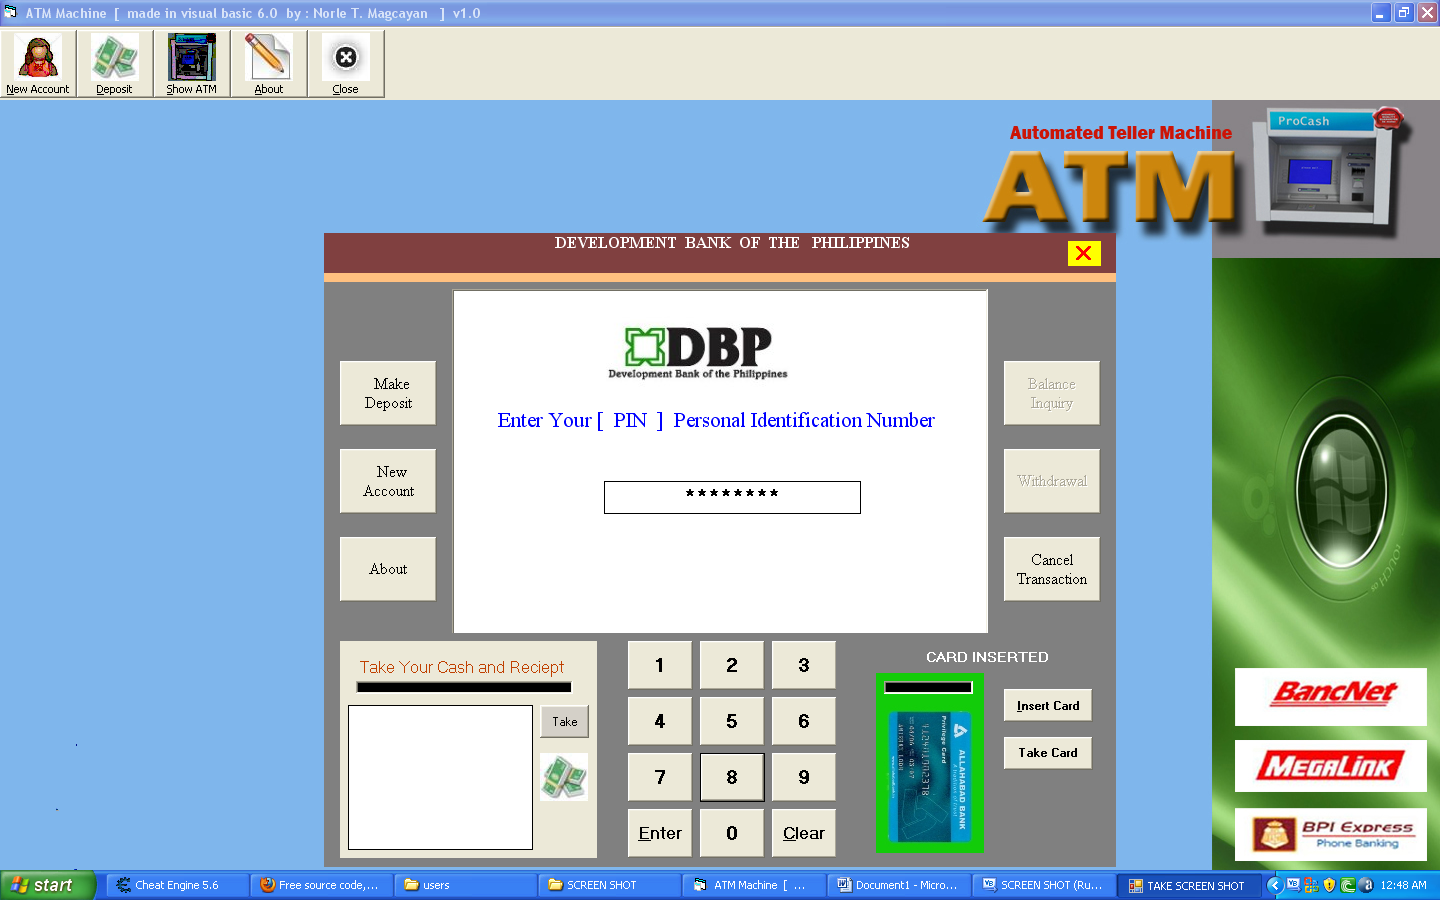 ATM Machine [ made in visual basic 6.0 by : Norle T. Magcayan ] v1.0
New Account
Deposit
Show ATM
About
Close
Automated Teller Machine
ATM
ProCash
DEVELOPMENT BANK OF THE PHILIPPINES
X
DBP
Development Bank of the Philippines
Enter Your [ PIN ] Personal Identification Number
********
Make
Deposit
New
Account
About
Balance
Inquiry
Withdrawal
Cancel
Transaction
Take Your Cash and Reciept
Take
1
2
3
4
5
6
7
8
9
Enter
0
Clear
CARD INSERTED
ALLAHABAD BANK
Privilege Card
Insert Card
Take Card
BancNet
MEGALINK
BPI Express
Phone Banking
start
Cheat Engine 5.6
Free source code,...
users
SCREEN SHOT
ATM Machine [ ...
Document1 - Micro...
SCREEN SHOT (Ru...
TAKE SCREEN SHOT
12:48 AM